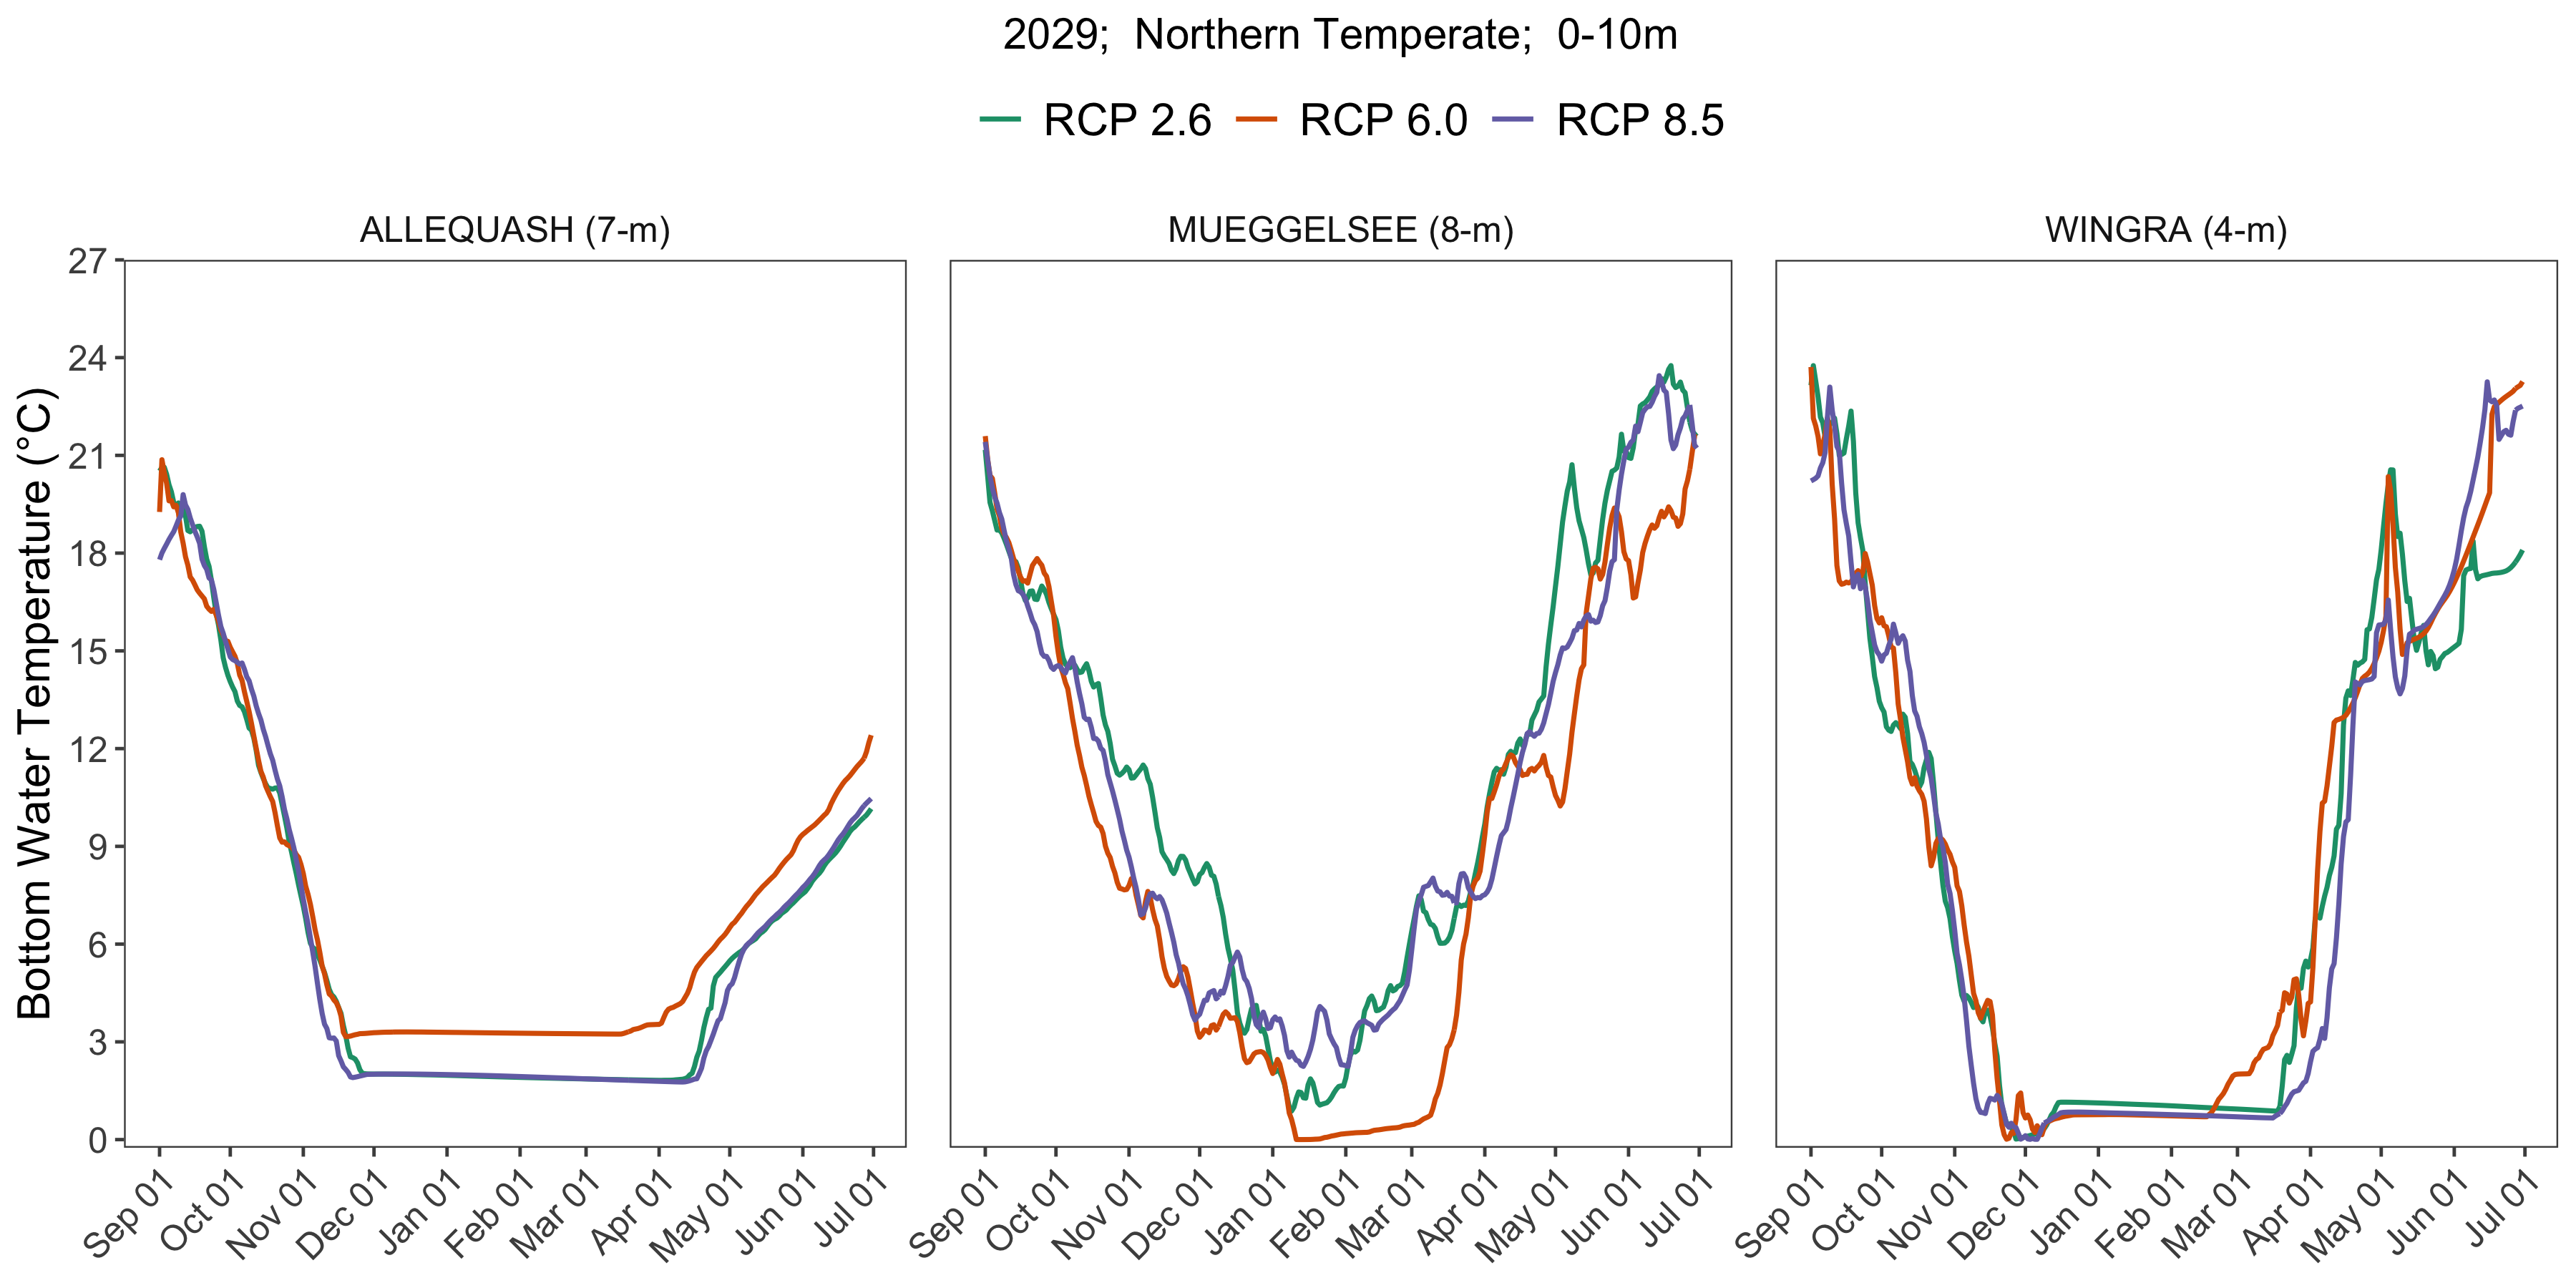 2029;  Northern Temperate;  0-10m
RCP 2.6 RCP 6.0 RCP 8.5
ALLEQUASH (7-m) MUEGGELSEE (8-m) WINGRA (4-m)
Bottom Water Temperature (°C)
27
24
21
18
15
12
9
6
3
0
Sep 01 Oct 01 Nov 01 Dec 01 Jan 01 Feb 01 Mar 01 Apr 01 May 01 Jun 01 Jul 01 Sep 01 Oct 01 Nov 01 Dec 01 Jan 01 Feb 01 Mar 01 Apr 01 May 01 Jun 01 Jul 01 Sep 01 Oct 01 Nov 01 Dec 01 Jan 01 Feb 01 Mar 01 Apr 01 May 01 Jun 01 Jul 01